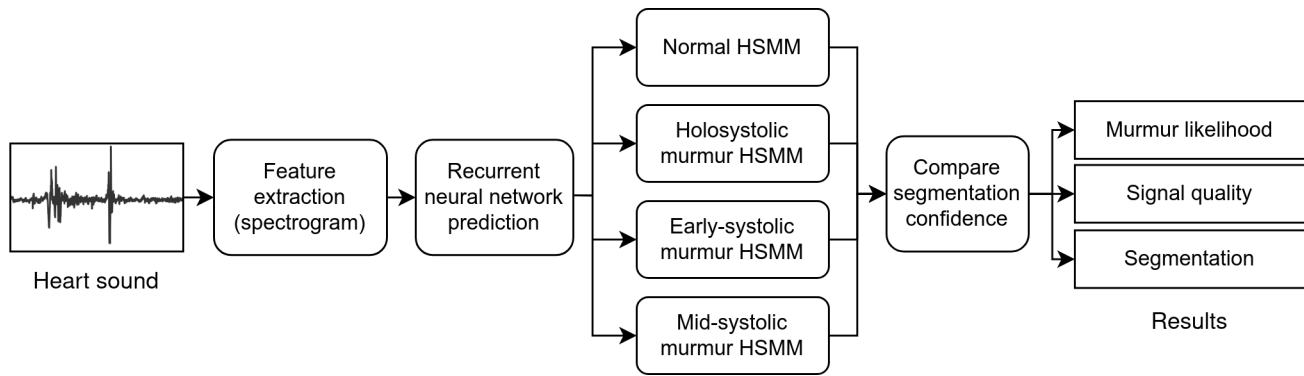 Heart sound
Feature
extraction
(spectrogram)
Recurrent
neural network
prediction
Normal HSMM
Holosystolic
murmur HSMM
Early-systolic
murmur HSMM
Mid-systolic
murmur HSMM
Compare
segmentation
confidence
Murmur likelihood
Signal quality
Segmentation
Results